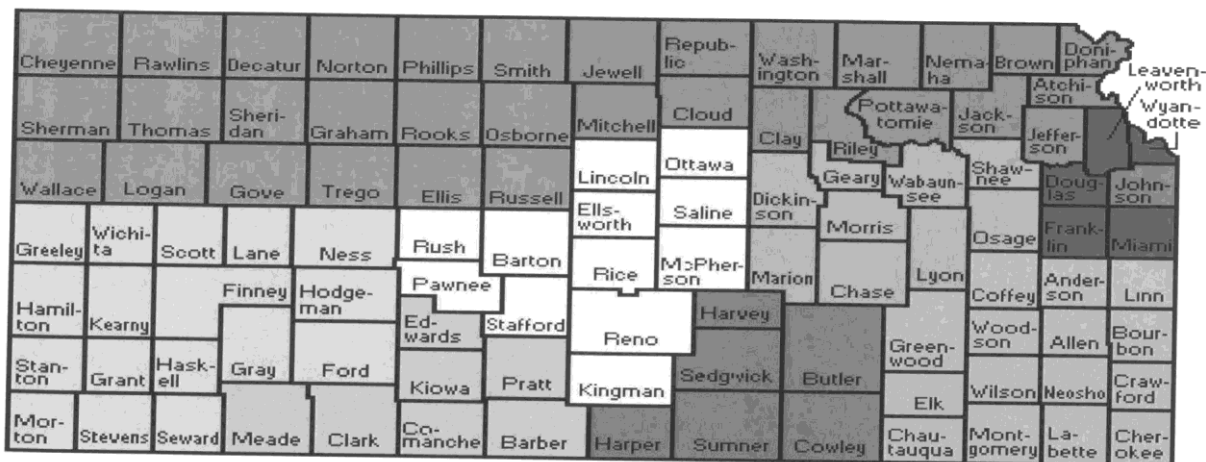 Cheyenne
Rawlins
Decatur
Norton
Phillips
Smith
Jewell
Repub-
lic
Wash-
ington
Mar-
shall
Nema-
ha
Brown
Doni-
phan
Leaven-
worth
Wyan-
dotte
Sherman
Thomas
Sheri-
dan
Graham
Rooks
Osborne
Mitchell
Cloud
Clay
Riley
Pottawa-
tomie
Jack-
son
Atchi-
son
Jeffer-
son
Wallace
Logan
Gove
Trego
Ellis
Russell
Lincoln
Ottawa
Geary
Wabaun-
see
Shaw-
nee
Doug-
las
John-
son
Ells-
worth
Saline
Dickin-
son
Morris
Osage
Frank-
lin
Miami
Greeley
Wichi-
ta
Scott
Lane
Ness
Rush
Barton
Rice
McPher-
son
Marion
Chase
Lyon
Coffey
Ander-
son
Linn
Hamil-
ton
Kearny
Finney
Hodge-
man
Pawnee
Stafford
Ed-
wards
Reno
Harvey
Green-
wood
Wood-
son
Allen
Bour-
bon
Stan-
ton
Grant
Hask-
ell
Gray
Ford
Kiowa
Pratt
Kingman
Sedgwick
Butler
Elk
Wilson
Neosho
Craw-
ford
Mor-
ton
Stevens
Seward
Meade
Clark
Co-
manche
Barber
Harper
Sumner
Cowley
Chau-
tauqua
Mont-
gomery
La-
bette
Cher-
okee